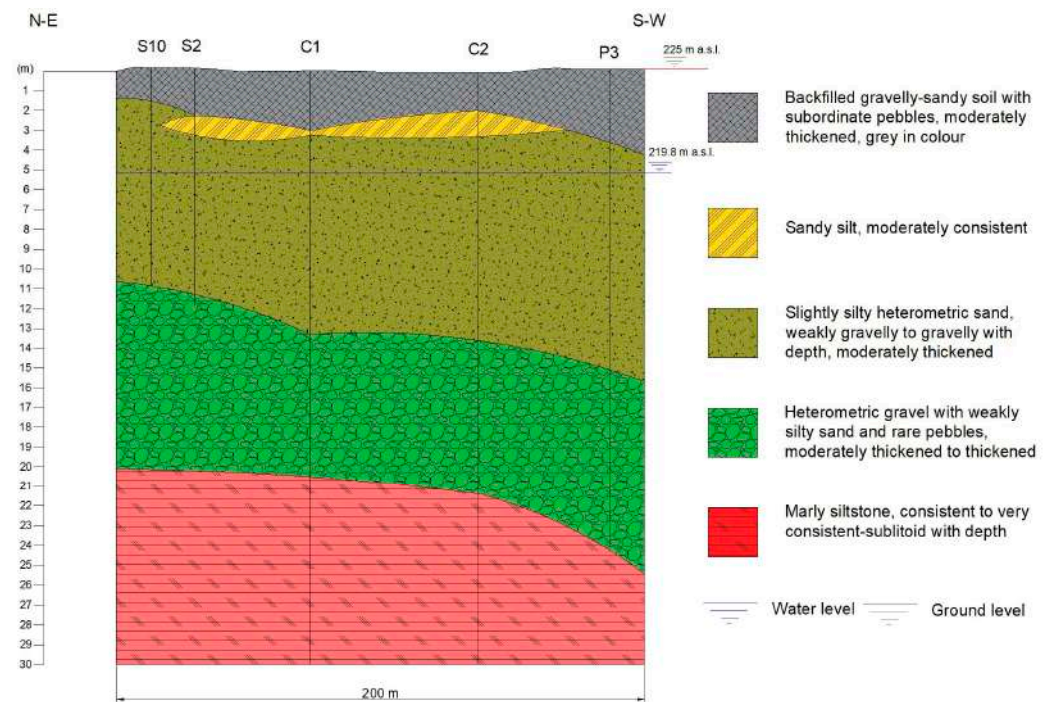 N-E
S-W
S10 S2 C1 C2 P3
225 m a.s.l.
(m)
1
2
3
4
5
6
7
8
9
10
11
12
13
14
15
16
17
18
19
20
21
22
23
24
25
26
27
28
29
30
219.8 m a.s.l.
200 m
Backfilled gravelly-sandy soil with
subordinate pebbles, moderately
thickened, grey in colour
Sandy silt, moderately consistent
Slightly silty heterometric sand,
weakly gravelly to gravelly with
depth, moderately thickened
Heterometric gravel with weakly
silty sand and rare pebbles,
moderately thickened to thickened
Marly siltstone, consistent to very
consistent-sublitoid with depth
Water level
Ground level